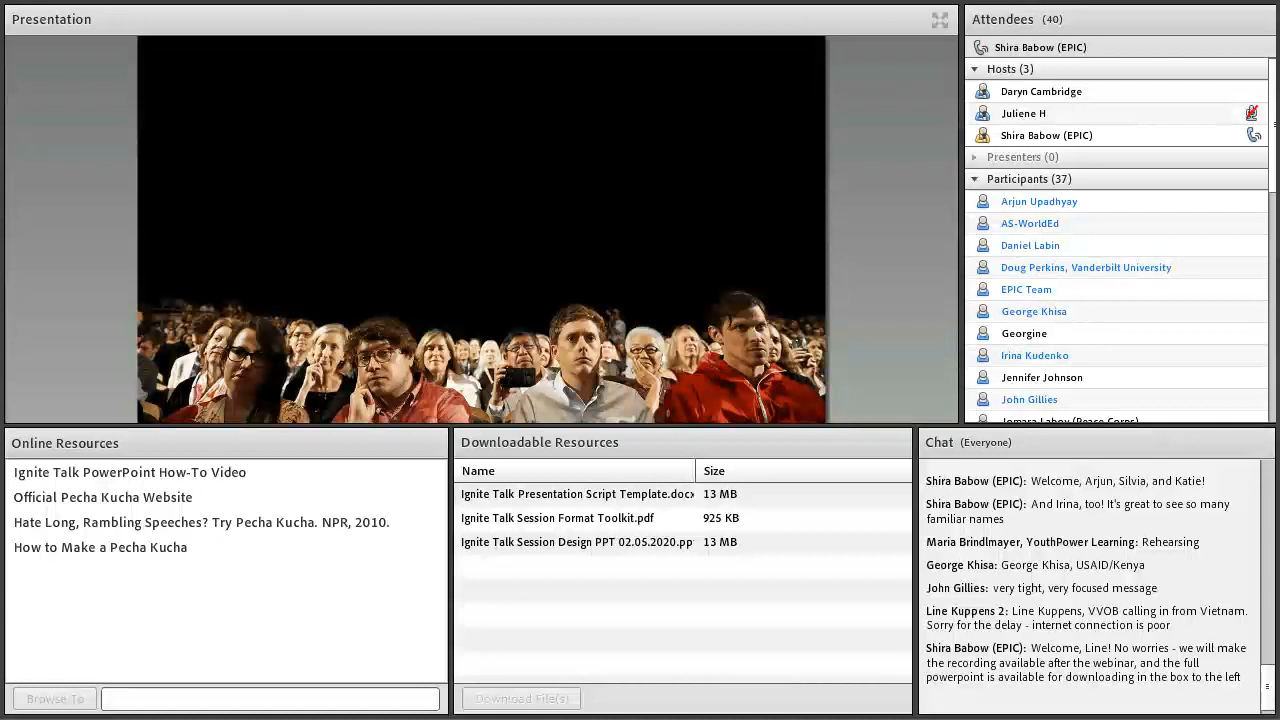 Presentation
Attendees (40)
Shira Babow (EPIC)
Hosts (3)
Daryn Cambridge
Juliene H
Shira Babow (EPIC)
Presenters (0)
Participants (37)
Arjun Upadhyay
AS-WorldEd
Daniel Labin
Doug Perkins, Vanderbilt University
EPIC Team
George Khisa
Georgine
Irina Kudenko
Jennifer Johnson
John Gillies
(Peace Corps)
Online Resources
Ignite Talk PowerPoint How-To Video
Official Pecha Kucha Website
Hate Long, Rambling Speeches? Try Pecha Kucha. NPR, 2010.
How to Make a Pecha Kucha
Browse To
Downloadable Resources
Name Size
Ignite Talk Presentation Script Template.docx 13 MB
Ignite Talk Session Format Toolkit.pdf 925 KB
Ignite Talk Session Design PPT 02.05.2020.pp 13 MB
Download File(s)
Chat (Everyone)
Shira Babow (EPIC): Welcome, Arjun, Silvia, and Katie!
Shira Babow (EPIC): And Irina, too! It's great to see so many
familiar names
Maria Brindlmayer, YouthPower Learning: Rehearsing
George Khisa: George Khisa, USAID/Kenya
John Gillies: very tight, very focused message
Line Kuppens 2: Line Kuppens, VVOB calling in from Vietnam.
Sorry for the delay - internet connection is poor
Shira Babow (EPIC): Welcome, Line! No worries - we will make
the recording available after the webinar, and the full
powerpoint is available for downloading in the box to the left